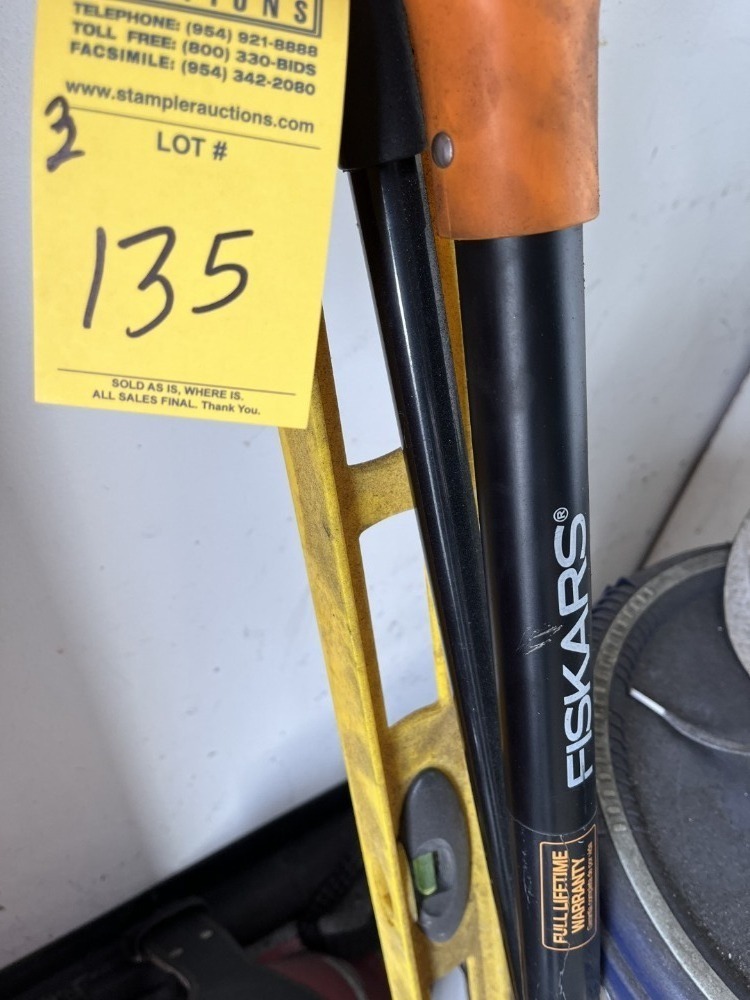 TELEPHONE: (954) 921-8888
TOLL FREE: (800) 330-BIDS
FACSIMILE: (954) 342-2080
www.stamplerauctions.com
3
LOT #
135
SOLD AS IS, WHERE IS.
ALL SALES FINAL. Thank You.
FISKARS®
FULL LIFETIME
WARRANTY